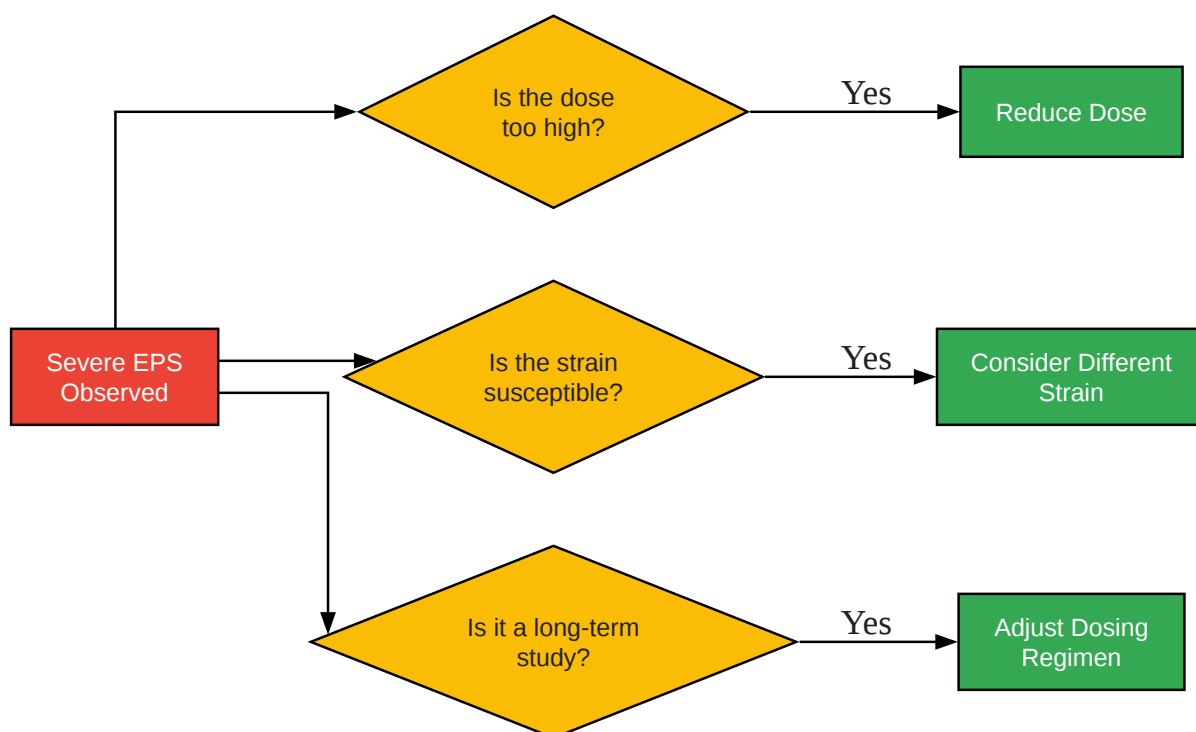 Is the dose
too high?
Yes
Reduce Dose
Severe EPS
Observed
Is the strain
susceptible?
Yes
Consider Different
Strain
Is it a long-term
study?
Yes
Adjust Dosing
Regimen